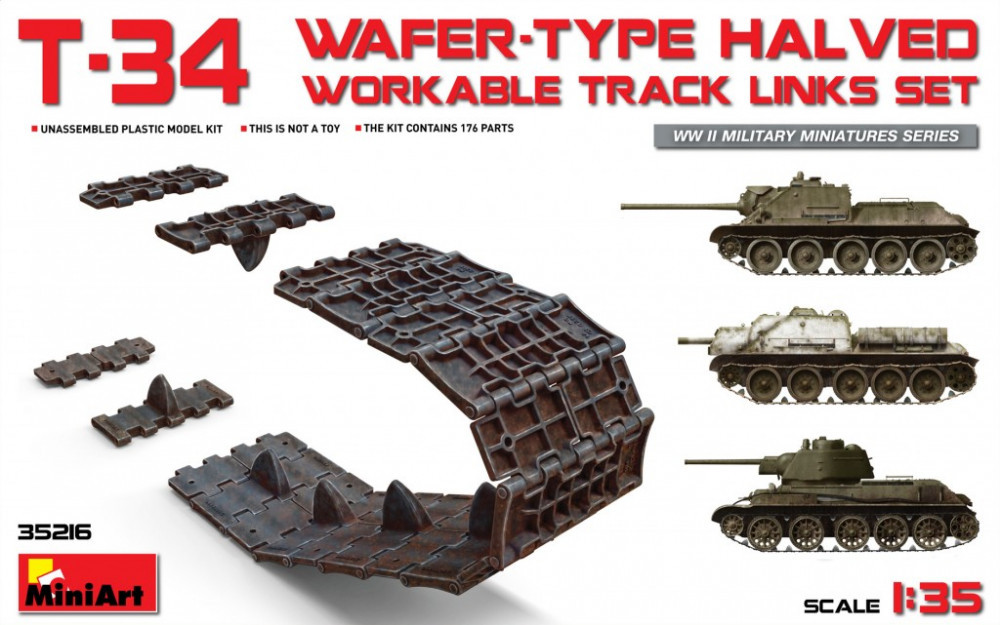 T-34
WAFER-TYPE HALVED
WORKABLE TRACK LINKS SET
UNASSEMBLED PLASTIC MODEL KIT THIS IS NOT A TOY THE KIT CONTAINS 176 PARTS
WW II MILITARY MINIATURES SERIES
35216
MiniArt
SCALE 1:35